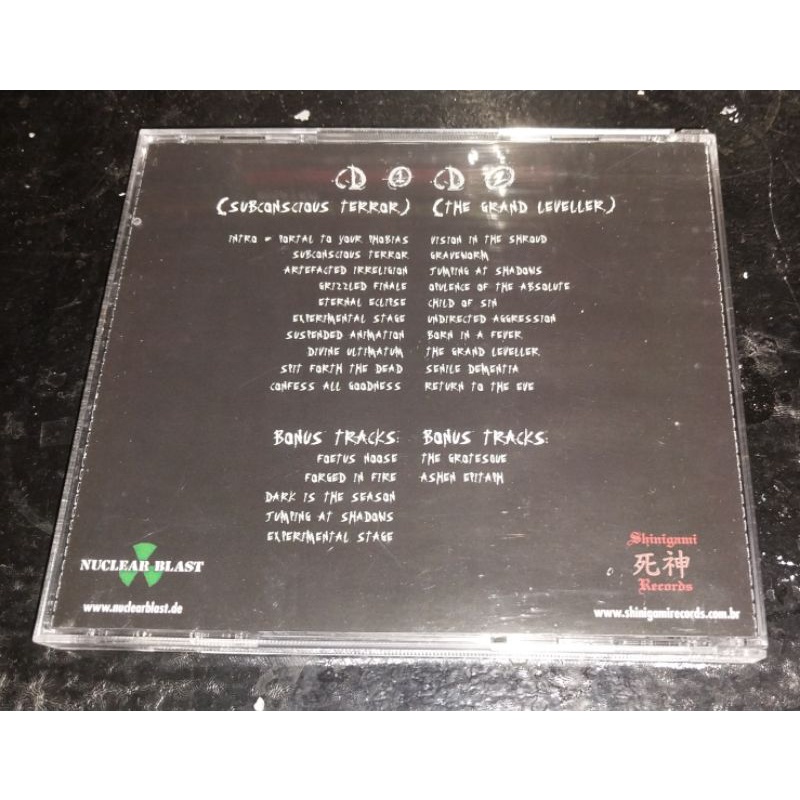 CD 1 CD 2
(SUBCONSCIOUS TERROR) (THE GRAND LEVELLER)
INTRO - PORTAL TO YOUR PHOBIAS
SUBCONSCIOUS TERROR
ARTEFACTED IRRELIGION
GRIZZLED FINALE
ETERNAL ECLIPSE
EXPERIMENTAL STAGE
SUSPENDED ANIMATION
DIVINE ULTIMATUM
SPIT FORTH THE DEAD
CONFESS ALL GOODNESS
BONUS TRACKS:
FOETUS NOOSE
FORGED IN FIRE
DARK IS THE SEASON
JUMPING AT SHADOWS
EXPERIMENTAL STAGE
VISION IN THE SHROUD
GRAVEWORM
JUMPING AT SHADOWS
OPULENCE OF THE ABSOLUTE
CHILD OF SIN
UNDIRECTED AGGRESSION
BORN IN A FEVER
THE GRAND LEVELLER
SENILE DEMENTIA
RETURN TO THE EVE
BONUS TRACKS:
THE GROTESQUE
ASHEN EPITAPH
NUCLEAR BLAST
www.nuclearblast.de
Shinigami
死神
Records
www.shinigamirecords.com.br